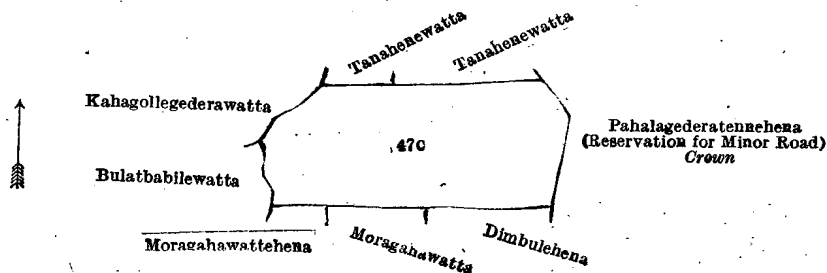 Tanahenewatta
Tanahenewatta
Kahagollegederawatta
Pahalagederatennehena
(Reservation for Minor Road)
Crown
470
Bulatbabilewatta
Moragahawattehena
Moragahawatta
Dimbulehena